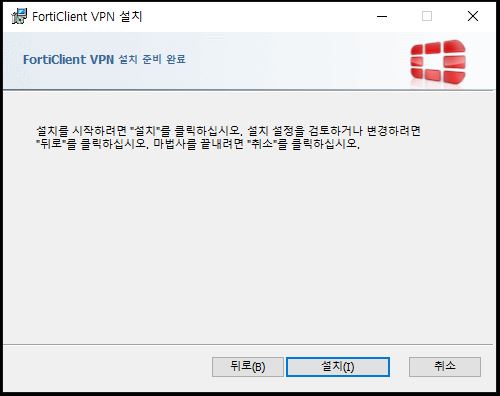 FortiClient VPN 설치
FortiClient VPN 설치 준비 완료
설치를 시작하려면 "설치"를 클릭하십시오. 설치 설정을 검토하거나 변경하려면
"뒤로"를 클릭하십시오. 마법사를 끝내려면 "취소"를 클릭하십시오.
뒤로(B) 설치(I) 취소